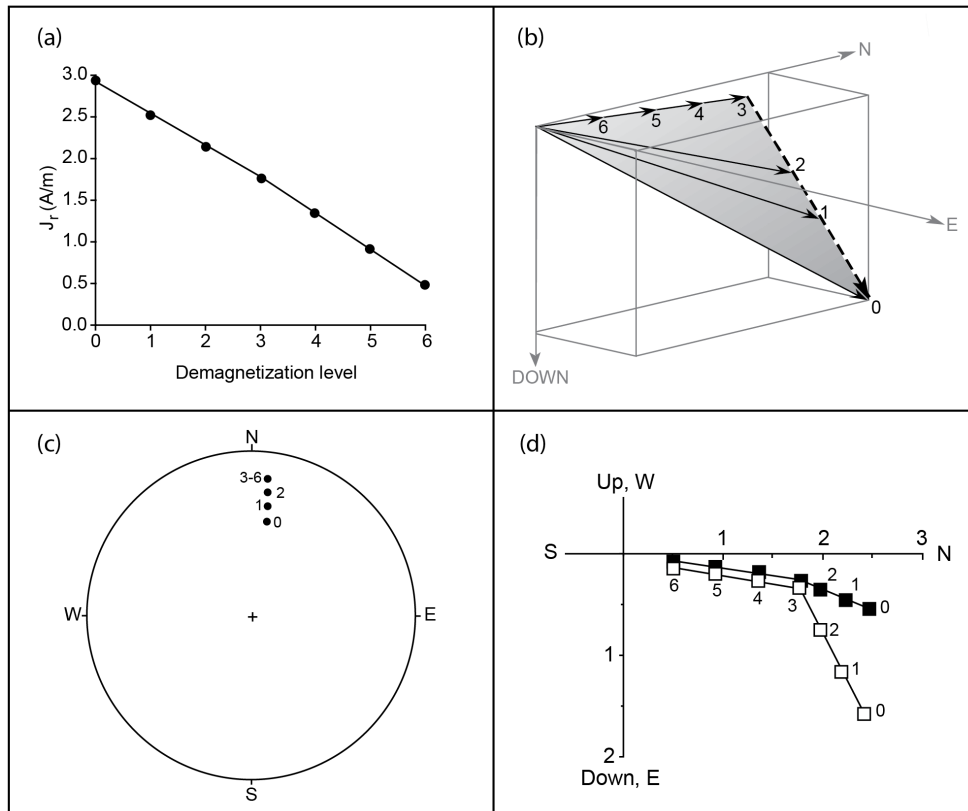 (a)
3.0
2.5
2.0
1.5
1.0
0.5
0.0
Jr (A/m)
0 1 2 3 4 5 6
Demagnetization level
(b)
N
6 5 4 3
2
1
E
0
DOWN
(c)
N
3-6
2
1
0
W
E
+
S
(d)
Up, W
S
1 2 3
N
2 1 0
6 5 4 3
2
1
1
0
2
Down, E